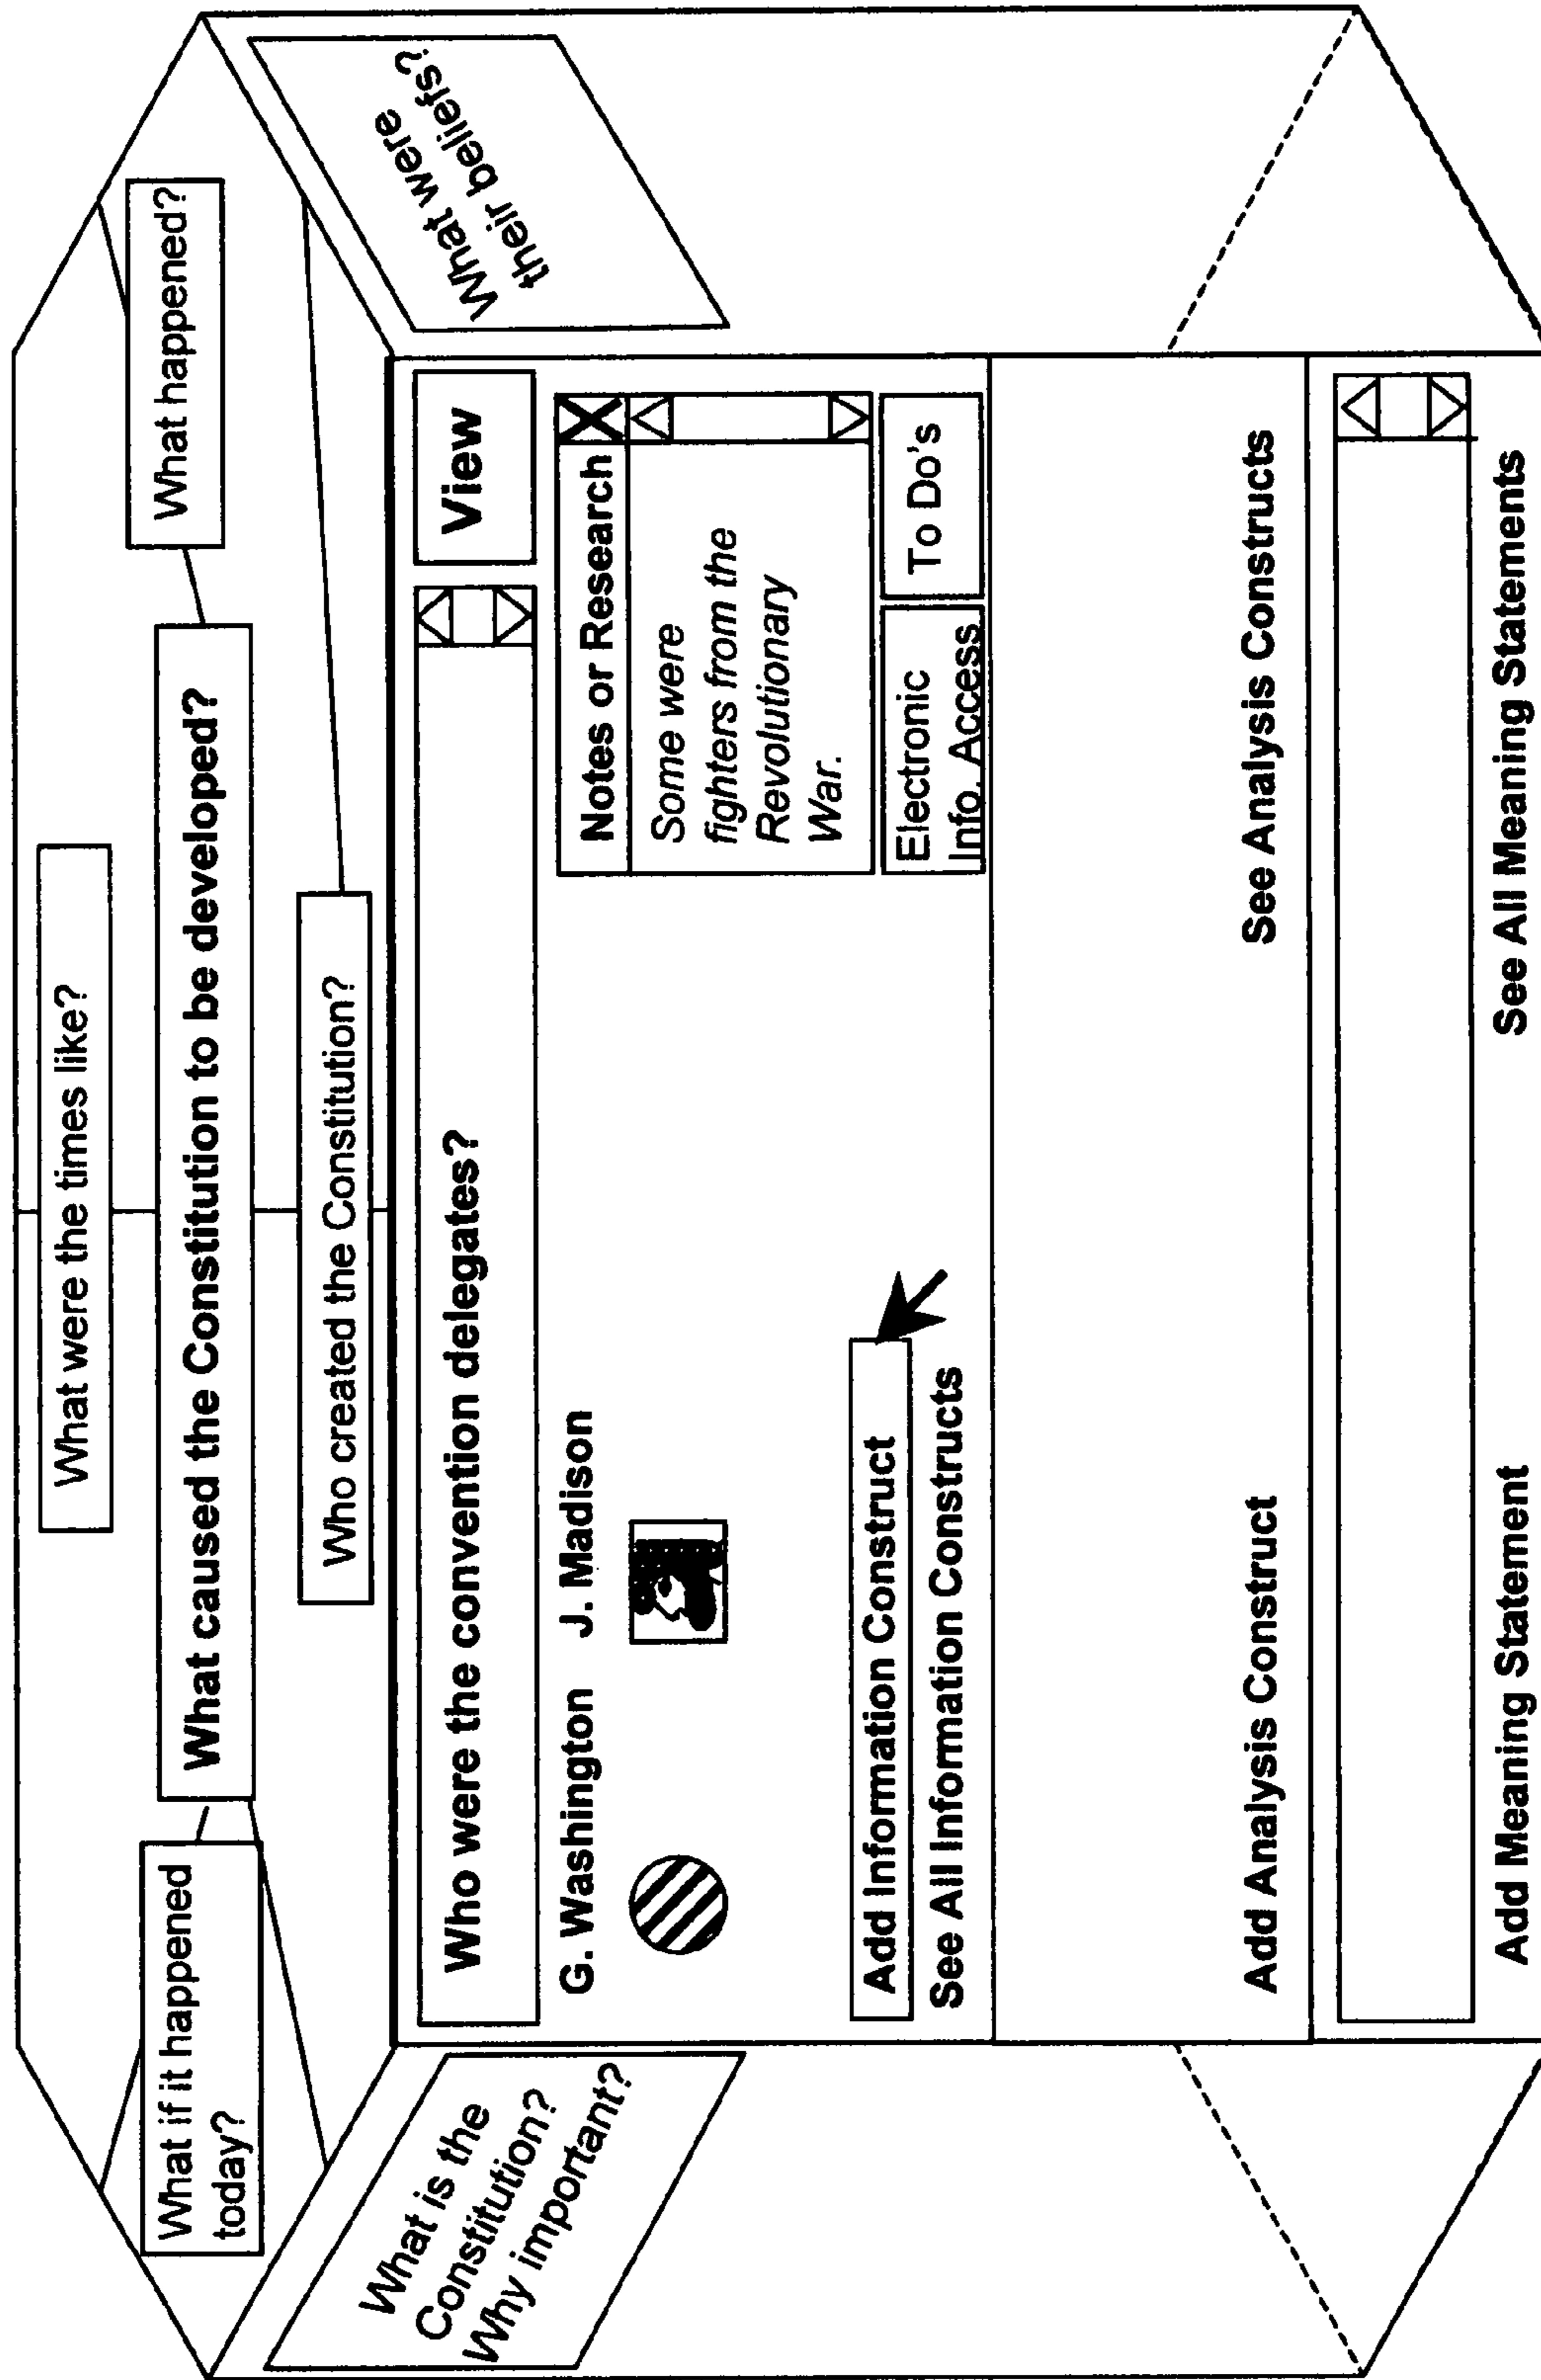 What were the times like?
What if it happened
today?
What caused the Constitution to be developed?
What happened?
Who created the Constitution?
What is the
Constitution?
Why important?
What were
their beliefs?
Who were the convention delegates?
View
G. Washington
J. Madison
Notes or Research
X
Some were
fighters from the
Revolutionary
War.
Electronic
Info. Access
To Do's
Add Information Construct
See All Information Constructs
Add Analysis Construct
See Analysis Constructs
Add Meaning Statement
See All Meaning Statements